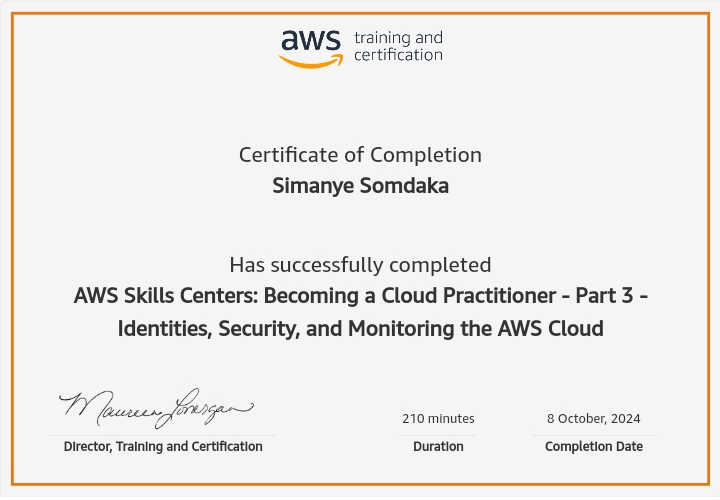 aws training and certification
Certificate of Completion
Simanye Somdaka
Has successfully completed
AWS Skills Centers: Becoming a Cloud Practitioner - Part 3 -
Identities, Security, and Monitoring the AWS Cloud
Maureen Lonergan
210 minutes
8 October, 2024
Director, Training and Certification
Duration
Completion Date